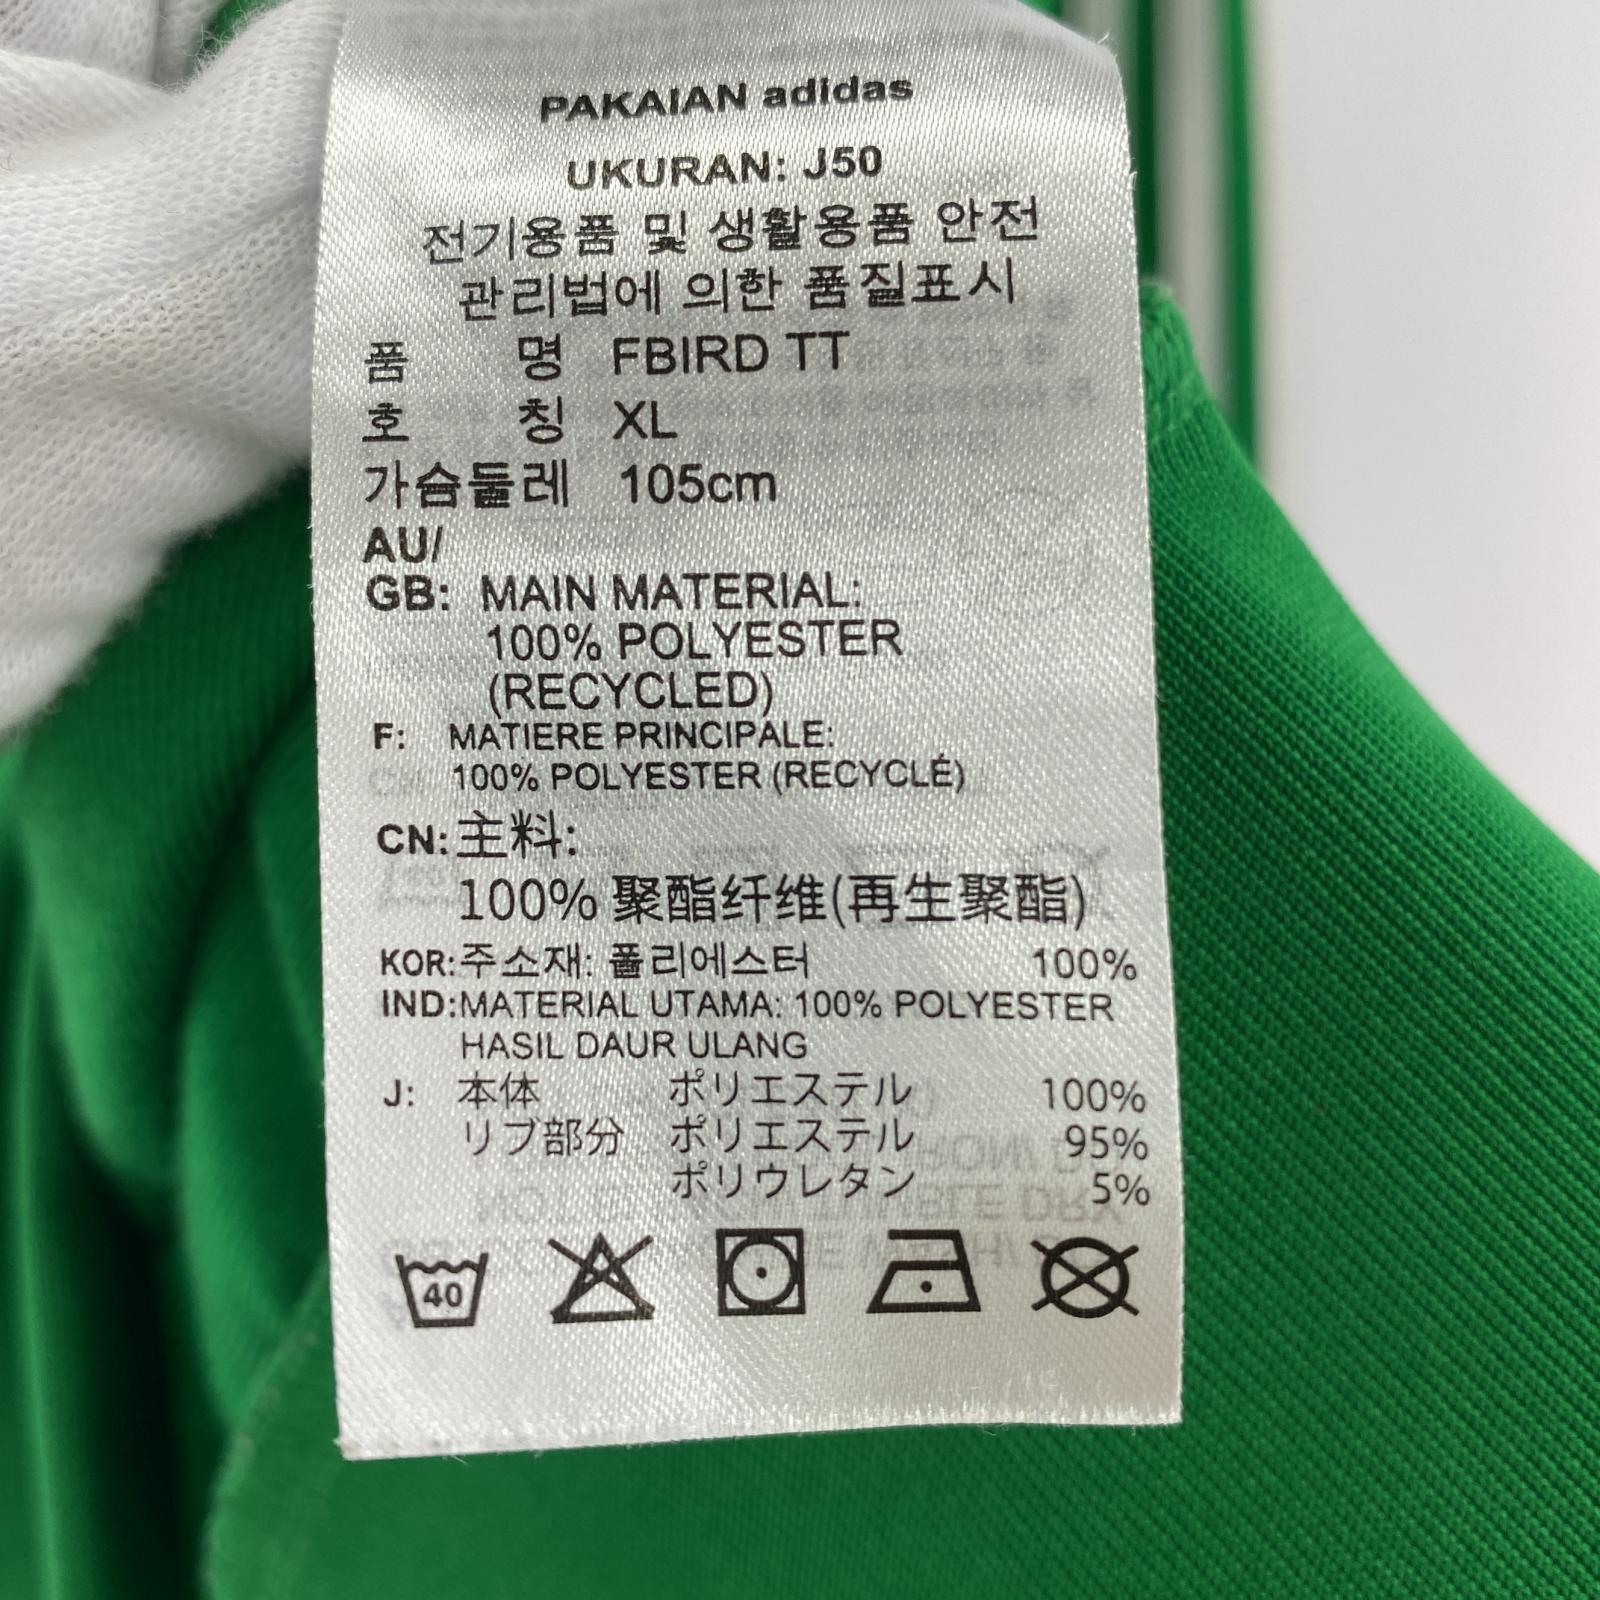 PAKAIAN adidas
UKURAN: J50
전기용품 및 생활용품 안전
관리법에 의한 품질표시
품 명 FBIRD TT
호 칭 XL
가슴둘레 105cm
AU/
GB: MAIN MATERIAL:
100% POLYESTER
(RECYCLED)
F: MATIERE PRINCIPALE:
100% POLYESTER (RECYCLÉ)
CN: 主料:
100% 聚酯纤维(再生聚酯)
KOR: 주소재: 폴리에스터 100%
IND: MATERIAL UTAMA: 100% POLYESTER
HASIL DAUR ULANG
J: 本体 ポリエステル 100%
リブ部分 ポリエステル 95%
ポリウレタン 5%
40